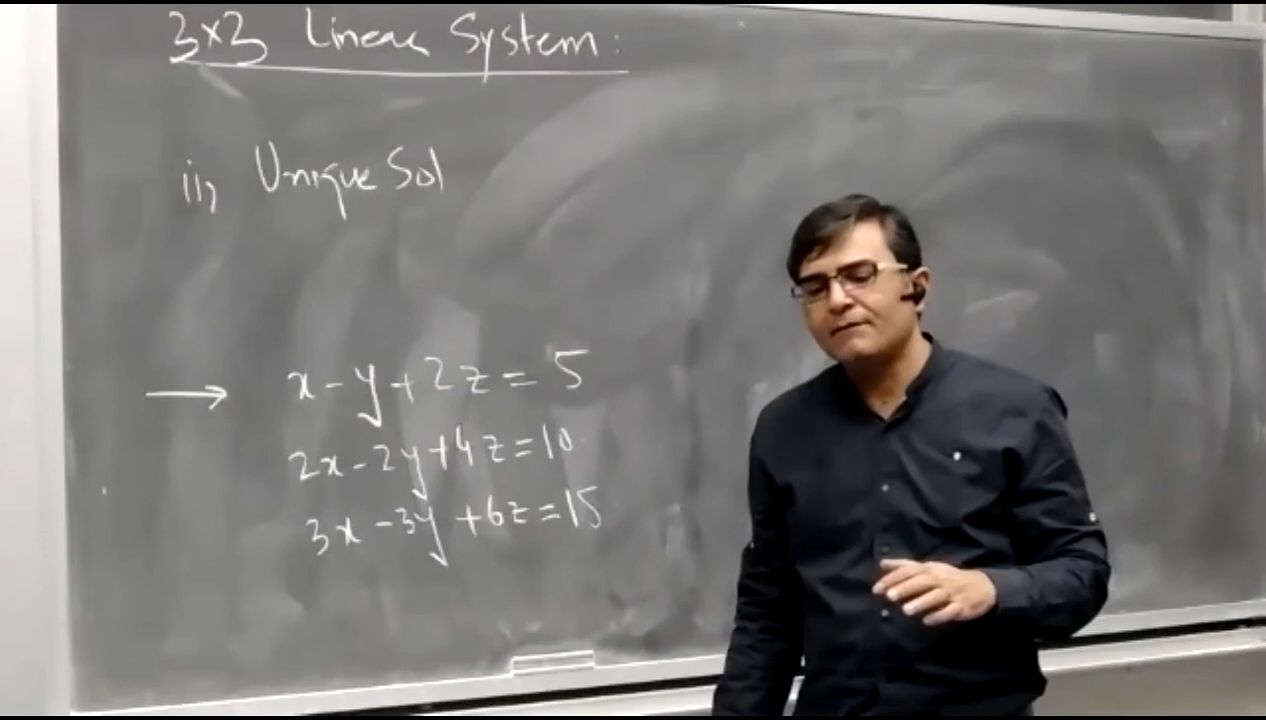 3×3 Linear System:
ii) Unique Sol
→ x - y + 2z = 5
2x - 2y + 4z = 10
3x - 3y + 6z = 15